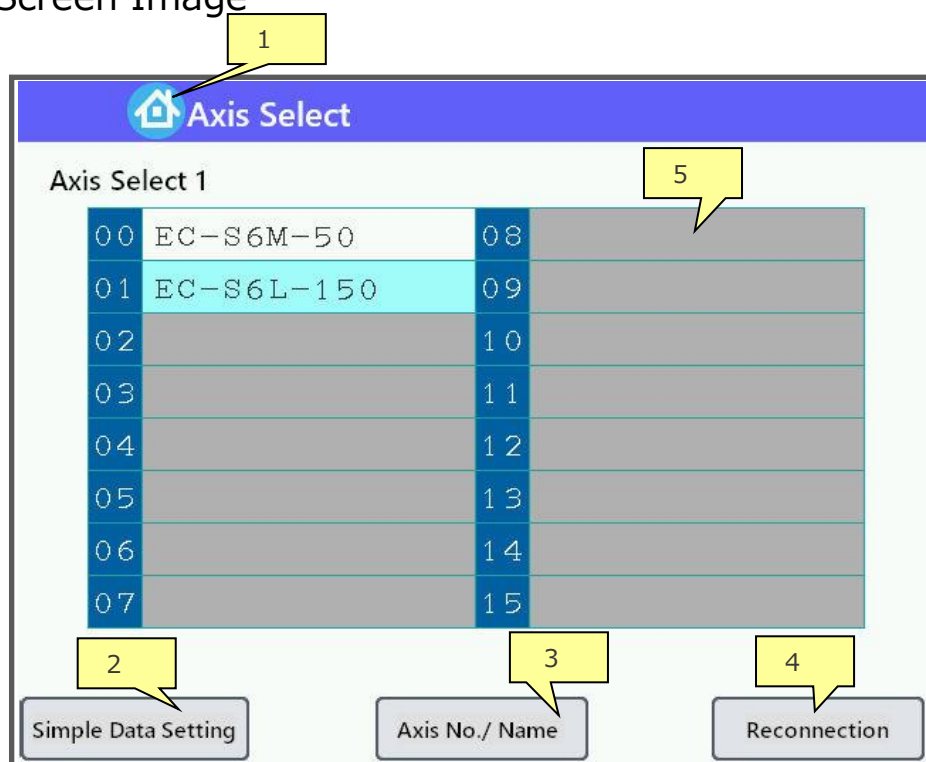 Screen Image
1
Axis Select
Axis Select 1
5
00 EC-S6M-50 08
01 EC-S6L-150 09
02 10
03 11
04 12
05 13
06 14
07 15
2 3 4
Simple Data Setting Axis No./ Name Reconnection